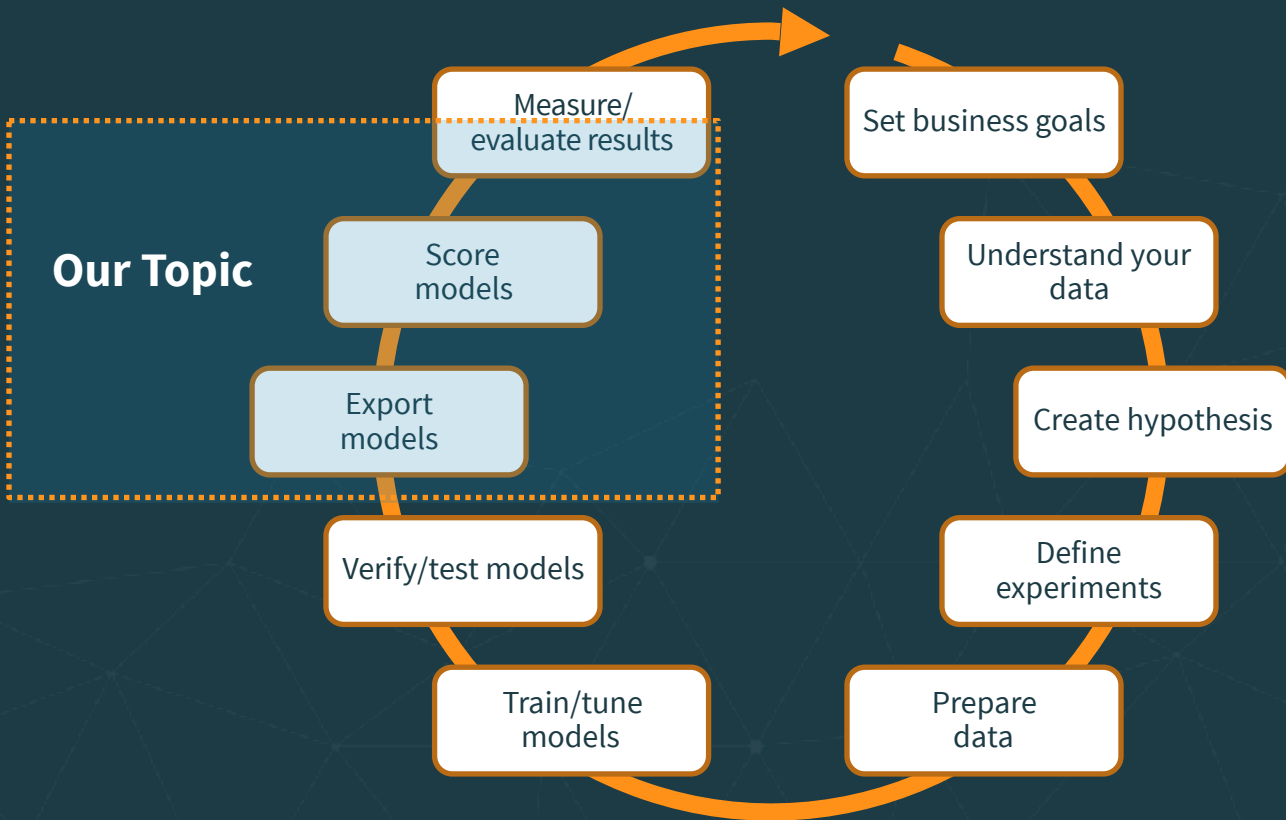 Measure/
evaluate results
Set business goals
Our Topic
Score
models
Understand your
data
Export
models
Create hypothesis
Verify/test models
Define
experiments
Train/tune
models
Prepare
data